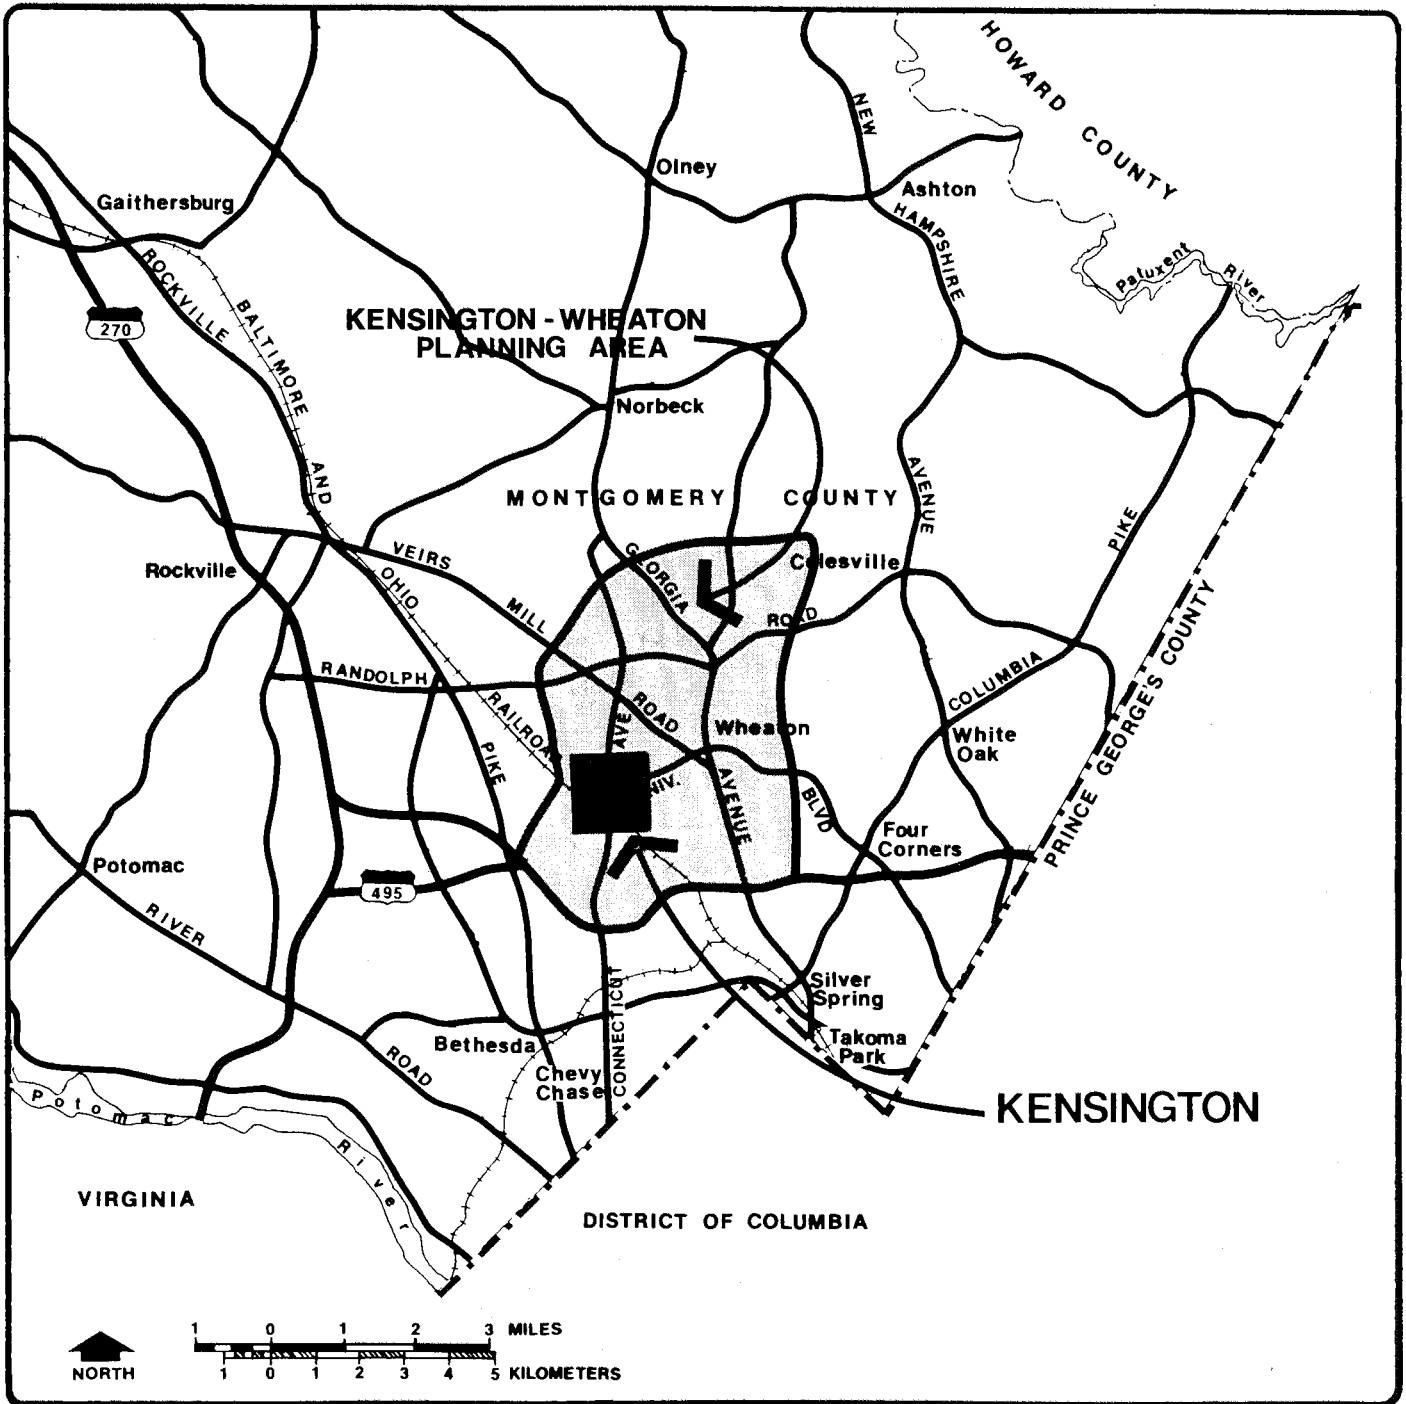 HOWARD COUNTY
NEW
Olney
Ashton
Gaithersburg
HAMPSHIRE
Patuxent River
ROCKVILLE
BALTIMORE
270
KENSINGTON - WHEATON
PLANNING AREA
Norbeck
AND
MONTGOMERY COUNTY
AVENUE
PIKE
VEIRS
GEORGIA
Colesville
Rockville
OHIO
MILL
ROAD
PRINCE GEORGE'S COUNTY
RANDOLPH
COLUMBIA
RAILROAD
ROAD
AVE
Wheaton
White
Oak
PIKE
NIV.
AVENUE
BLVD
Four
Corners
Potomac
495
RIVER
Silver
Spring
CONNECTICUT
Takoma
Park
Bethesda
ROAD
Chevy
Chase
Potomac River
KENSINGTON
VIRGINIA
DISTRICT OF COLUMBIA
1 0 1 2 3 MILES
NORTH
1 0 1 2 3 4 5 KILOMETERS